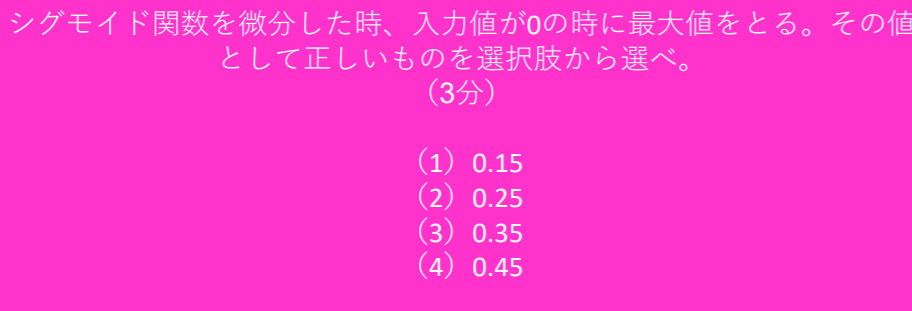 シグモイド関数を微分した時、入力値が0の時に最大値をとる。その値
として正しいものを選択肢から選べ。
（3分）
（1）0.15
（2）0.25
（3）0.35
（4）0.45